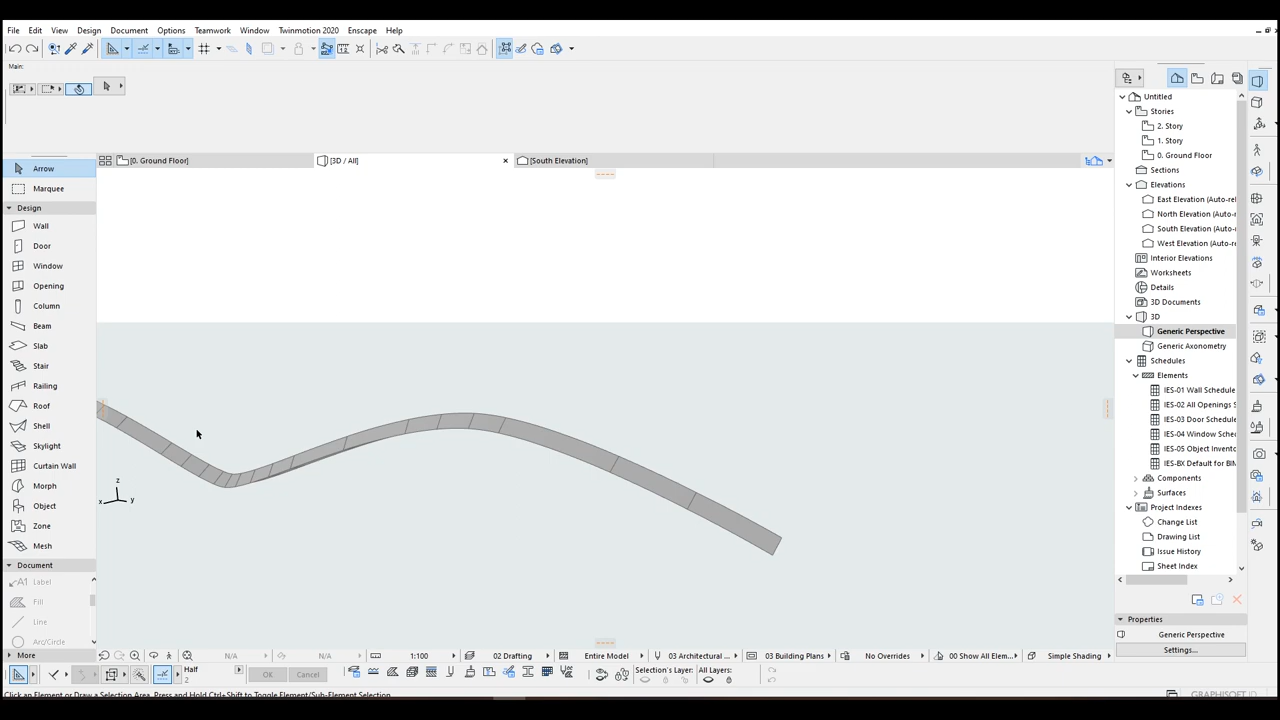 File Edit View Design Document Options Teamwork Window Twinmotion 2020 Enscape Help
Main:
[0. Ground Floor] [3D / All] [South Elevation]
Arrow
Marquee
Design
Wall
Door
Window
Opening
Column
Beam
Slab
Stair
Railing
Roof
Shell
Skylight
Curtain Wall
Morph
Object
Zone
Mesh
Document
Label
Fill
Line
Arc/Circle
More
z
x y
Untitled
Stories
2. Story
1. Story
0. Ground Floor
Sections
Elevations
East Elevation (Auto-re
North Elevation (Auto-r
South Elevation (Auto-r
West Elevation (Auto-re
Interior Elevations
Worksheets
Details
3D Documents
3D
Generic Perspective
Generic Axonometry
Schedules
Elements
IES-01 Wall Schedule
IES-02 All Openings S
IES-03 Door Schedule
IES-04 Window Sched
IES-05 Object Invento
IES-BX Default for BIM
Components
Surfaces
Project Indexes
Change List
Drawing List
Issue History
Sheet Index
Properties
Generic Perspective
Settings...
N/A N/A 1:100 02 Drafting Entire Model 03 Architectural ... 03 Building Plans No Overrides 00 Show All Elem... Simple Shading
Half
2
OK Cancel
Selection's Layer: All Layers:
Click an Element or Draw a Selection Area. Press and Hold Ctrl+Shift to Toggle Element/Sub-Element Selection.
GRAPHISOFT ID